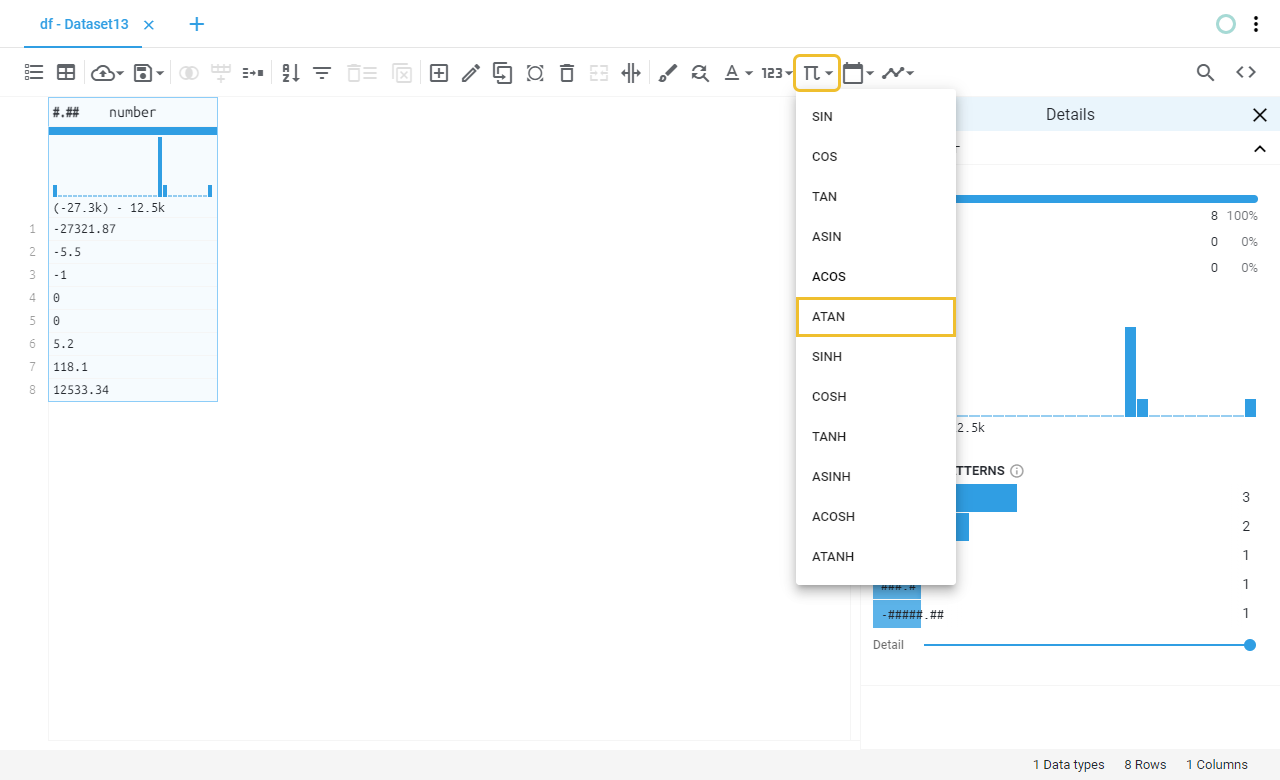 df - Dataset13
123
#.## number
(-27.3k) - 12.5k
1 -27321.87
2 -5.5
3 -1
4 0
5 0
6 5.2
7 118.1
8 12533.34
SIN
COS
TAN
ASIN
ACOS
ATAN
SINH
COSH
TANH
ASINH
ACOSH
ATANH
Details
8 100%
0 0%
0 0%
2.5k
TTERNS
3
2
1
###.# 1
-#####.## 1
Detail
1 Data types 8 Rows 1 Columns